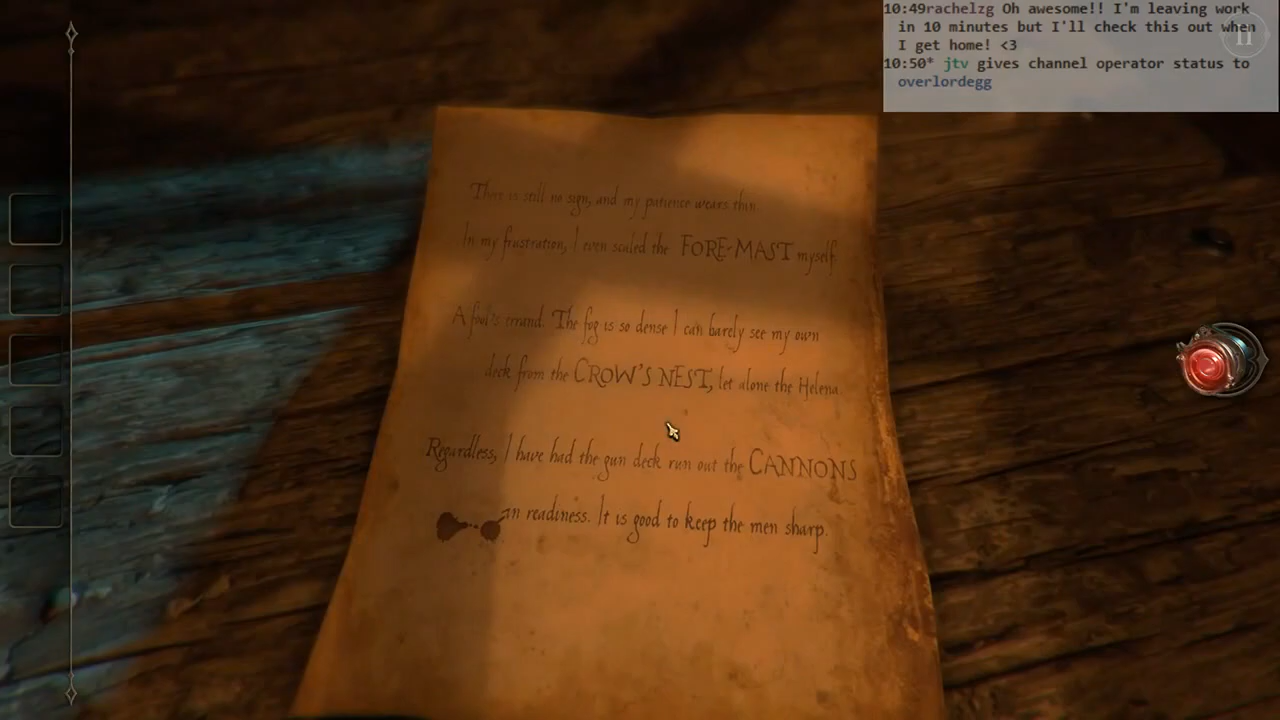 10:49rachelzg Oh awesome!! I'm leaving work
in 10 minutes but I'll check this out when
I get home! <3
10:50* jtv gives channel operator status to
overlordegg
There is still no sign, and my patience wears thin.
In my frustration, I even scaled the FORE-MAST myself.
A fool's errand. The fog is so dense I can barely see my own
deck from the CROW'S NEST, let alone the Helena.
Regardless, I have had the gun deck run out the CANNONS
in readiness. It is good to keep the men sharp.